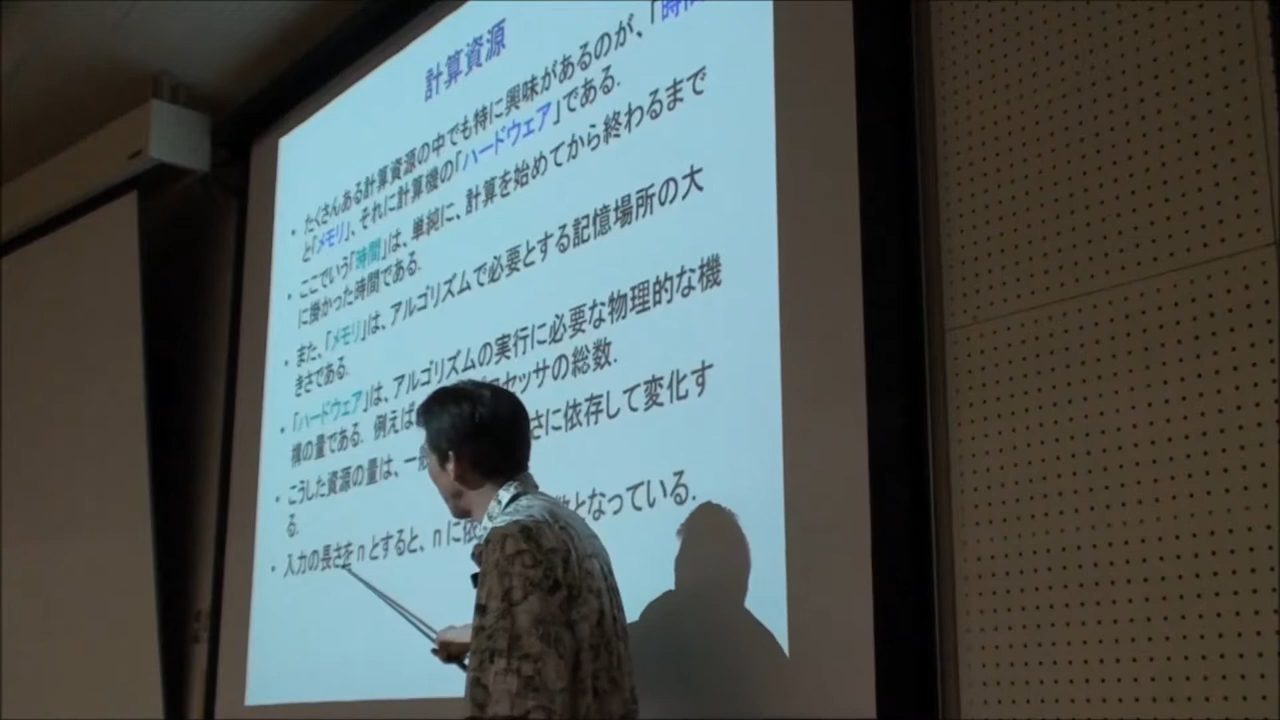 計算資源
• たくさんある計算資源の中でも特に興味があるのが、「時間
と「メモリ」、それに計算機の「ハードウェア」である.
• ここでいう「時間」は、単純に、計算を始めてから終わるまで
に掛かった時間である.
• また、「メモリ」は、アルゴリズムで必要とする記憶場所の大
きさである.
• 「ハードウェア」は、アルゴリズムの実行に必要な物理的な機
構の量である. 例えば セッサの総数.
• こうした資源の量は、一般 さに依存して変化す
る.
• 入力の長さを n とすると、n に依 数となっている.